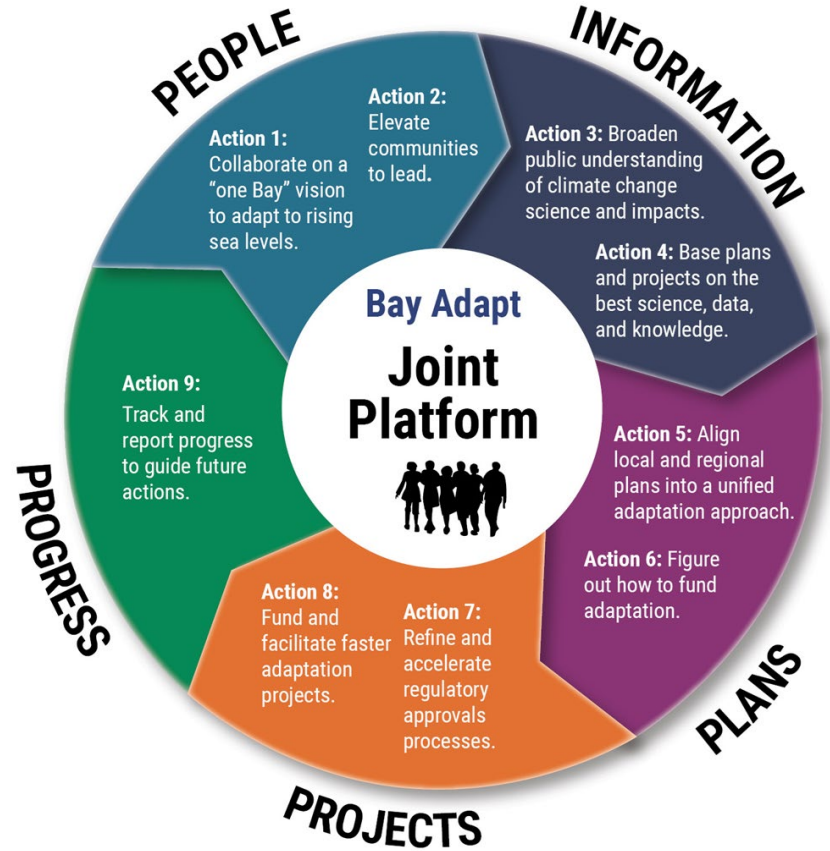 PEOPLE
Action 1:
Collaborate on a
“one Bay” vision
to adapt to rising
sea levels.
Action 2:
Elevate
communities
to lead.
INFORMATION
Action 3: Broaden
public understanding
of climate change
science and impacts.
Action 4: Base plans
and projects on the
best science, data,
and knowledge.
Bay Adapt
Joint
Platform
PLANS
Action 5: Align
local and regional
plans into a unified
adaptation approach.
Action 6: Figure
out how to fund
adaptation.
PROJECTS
Action 7:
Refine and
accelerate
regulatory
approvals
processes.
Action 8:
Fund and
facilitate faster
adaptation
projects.
PROGRESS
Action 9:
Track and
report progress
to guide future
actions.